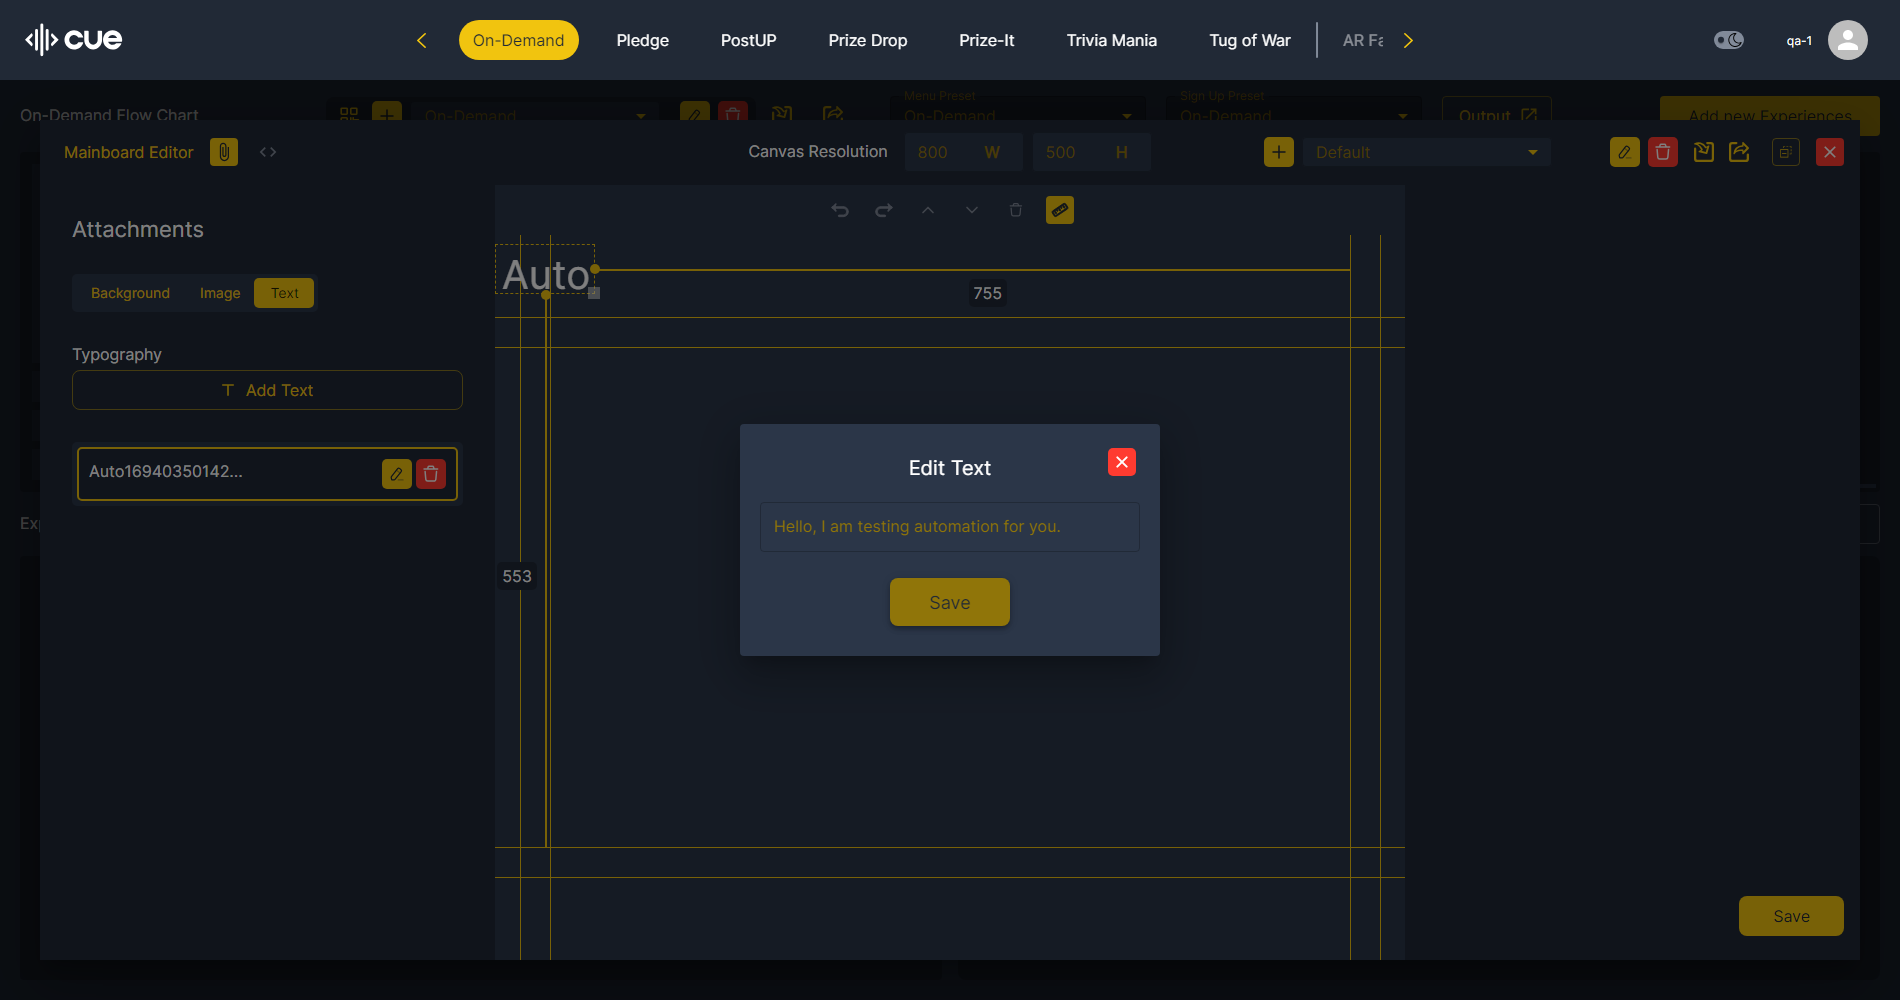 cue
On-Demand
Pledge
PostUP
Prize Drop
Prize-It
Trivia Mania
Tug of War
AR Fa
qa-1
On-Demand Flow Chart
On-Demand
Menu Preset
On-Demand
Sign Up Preset
On-Demand
Output
Add new Experiences
Mainboard Editor
Canvas Resolution
800 W
500 H
Default
Attachments
Background
Image
Text
Typography
Add Text
Auto16940350142...
Auto
755
553
Edit Text
Hello, I am testing automation for you.
Save
Exp
Save